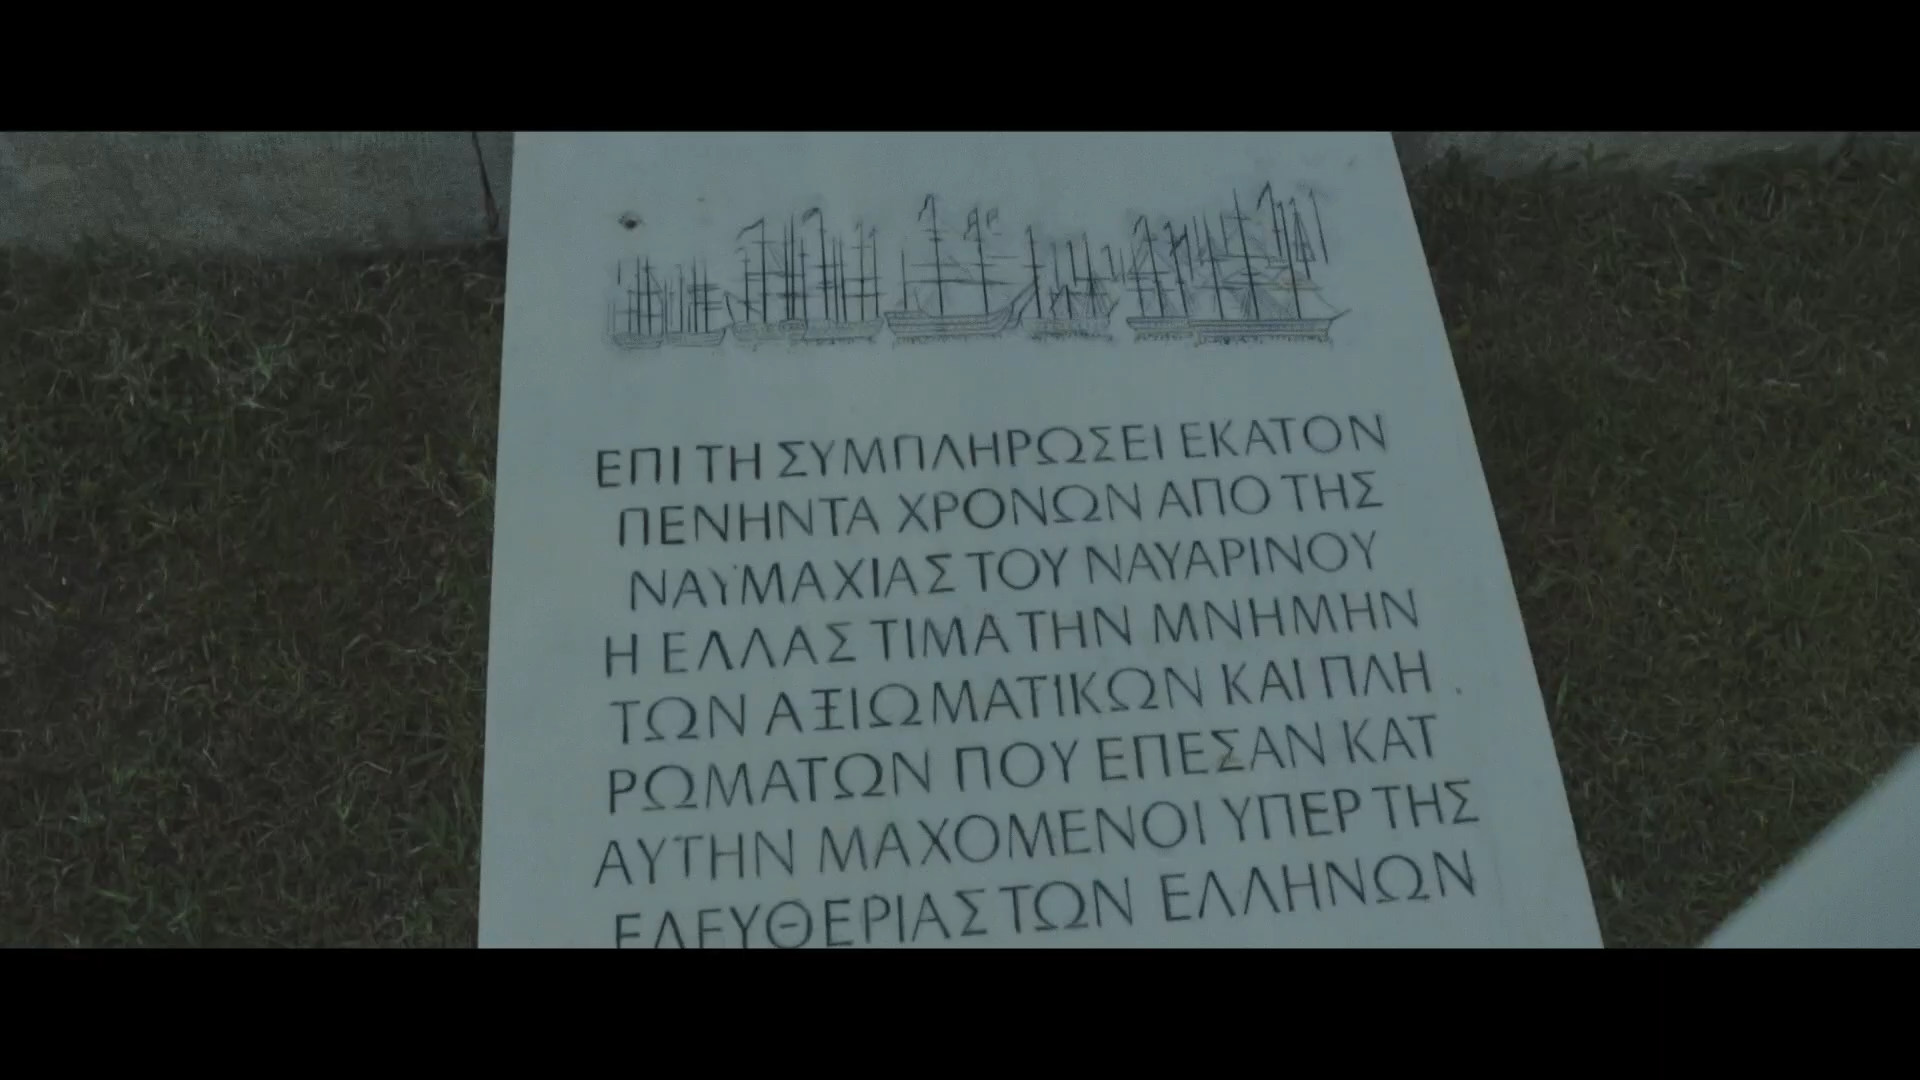 ΕΠΙ ΤΗ ΣΥΜΠΛΗΡΩΣΕΙ ΕΚΑΤΟΝ
ΠΕΝΗΝΤΑ ΧΡΟΝΩΝ ΑΠΟ ΤΗΣ
ΝΑΥΜΑΧΙΑΣ ΤΟΥ ΝΑΥΑΡΙΝΟΥ
Η ΕΛΛΑΣ ΤΙΜΑ ΤΗΝ ΜΝΗΜΗΝ
ΤΩΝ ΑΞΙΩΜΑΤΙΚΩΝ ΚΑΙ ΠΛΗ
ΡΩΜΑΤΩΝ ΠΟΥ ΕΠΕΣΑΝ ΚΑΤ
ΑΥΤΗΝ ΜΑΧΟΜΕΝΟΙ ΥΠΕΡ ΤΗΣ
ΕΛΕΥΘΕΡΙΑΣ ΤΩΝ ΕΛΛΗΝΩΝ